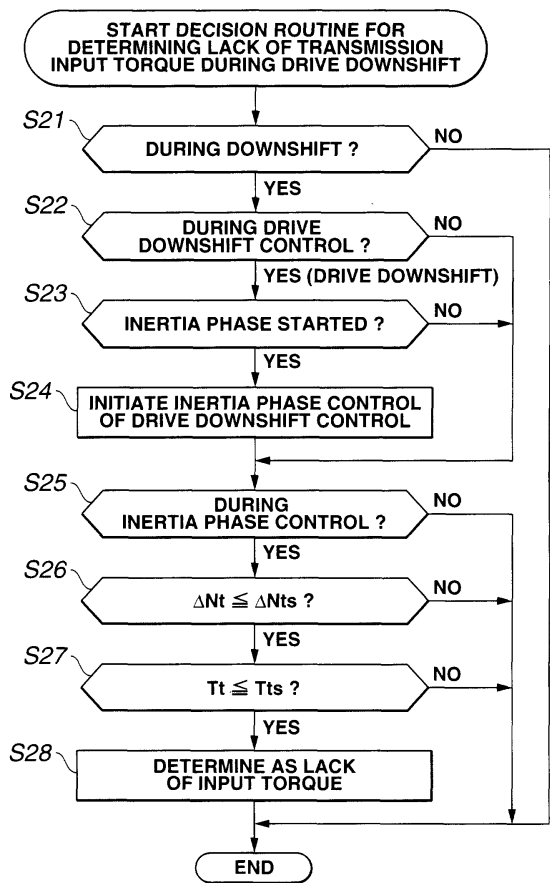 START DECISION ROUTINE FOR
DETERMINING LACK OF TRANSMISSION
INPUT TORQUE DURING DRIVE DOWNSHIFT
S21
DURING DOWNSHIFT ?
NO
YES
S22
DURING DRIVE
DOWNSHIFT CONTROL ?
NO
YES (DRIVE DOWNSHIFT)
S23
INERTIA PHASE STARTED ?
NO
YES
S24
INITIATE INERTIA PHASE CONTROL
OF DRIVE DOWNSHIFT CONTROL
S25
DURING
INERTIA PHASE CONTROL ?
NO
YES
S26
ΔNt ≦ ΔNts ?
NO
YES
S27
Tt ≦ Tts ?
NO
YES
S28
DETERMINE AS LACK
OF INPUT TORQUE
END